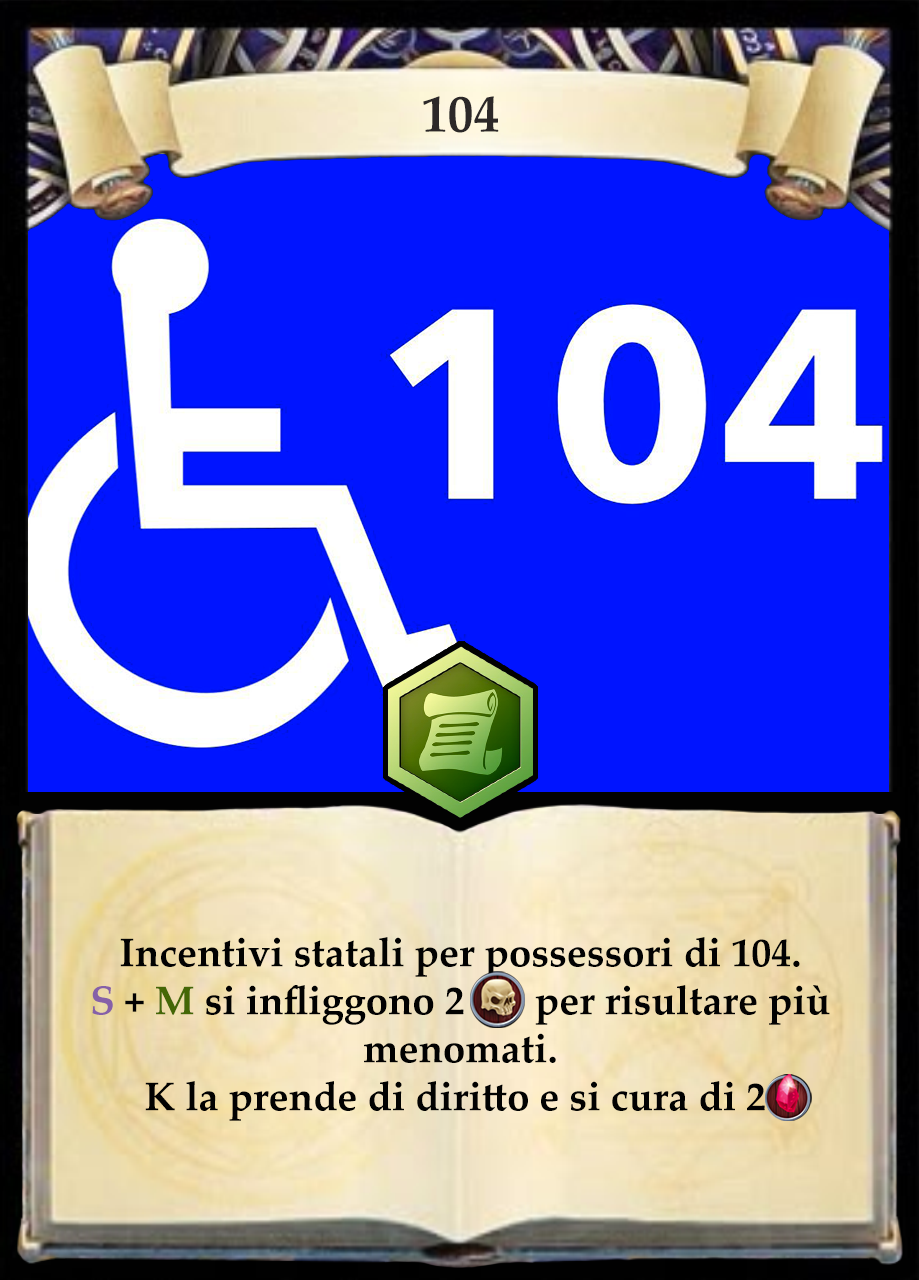 104
104
Incentivi statali per possessori di 104.
S + M si infliggono 2 per risultare più
menomati.
K la prende di diritto e si cura di 2